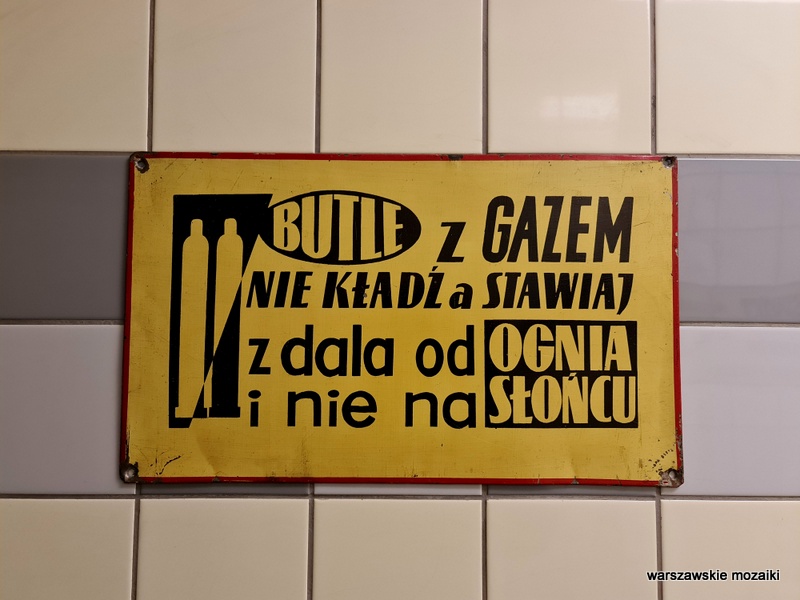 BUTLE z GAZEM
NIE KŁADŹ a STAWIAJ
z dala od OGNIA
i nie na SŁOŃCU
warszawskie mozaiki